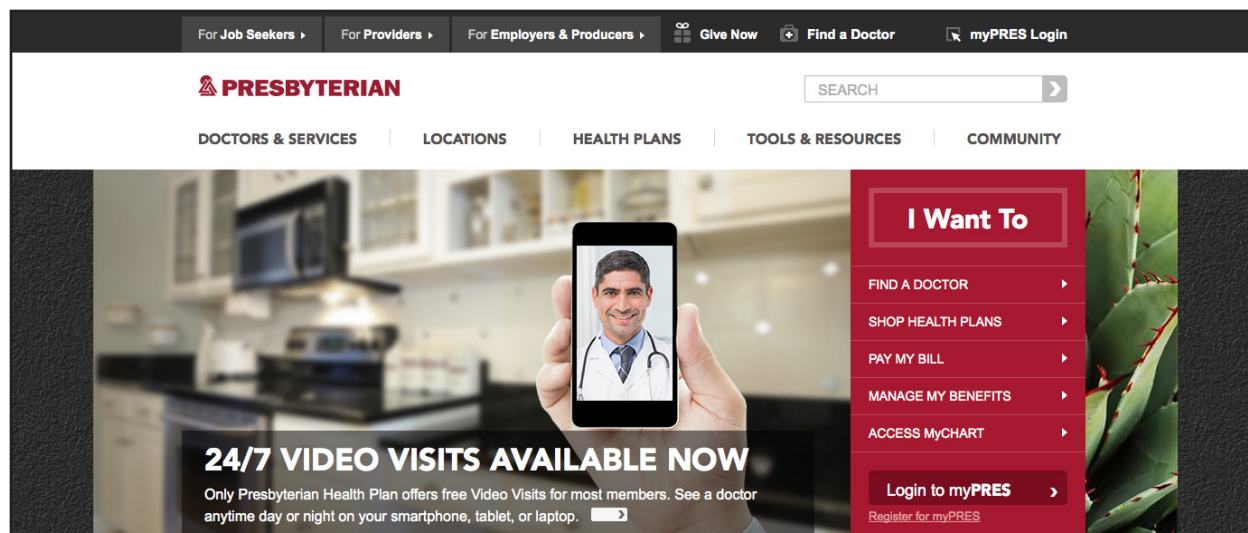 For Job Seekers
For Providers
For Employers & Producers
Give Now
Find a Doctor
myPRES Login
PRESBYTERIAN
SEARCH
DOCTORS & SERVICES
LOCATIONS
HEALTH PLANS
TOOLS & RESOURCES
COMMUNITY
I Want To
FIND A DOCTOR
SHOP HEALTH PLANS
PAY MY BILL
MANAGE MY BENEFITS
ACCESS MyCHART
Login to myPRES
Register for myPRES
24/7 VIDEO VISITS AVAILABLE NOW
Only Presbyterian Health Plan offers free Video Visits for most members. See a doctor
anytime day or night on your smartphone, tablet, or laptop.